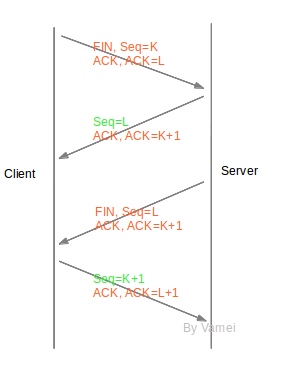 FIN, Seq=K
ACK, ACK=L
Seq=L
ACK, ACK=K+1
Client
Server
FIN, Seq=L
ACK, ACK=K+1
Seq=K+1
ACK, ACK=L+1
By Vamei